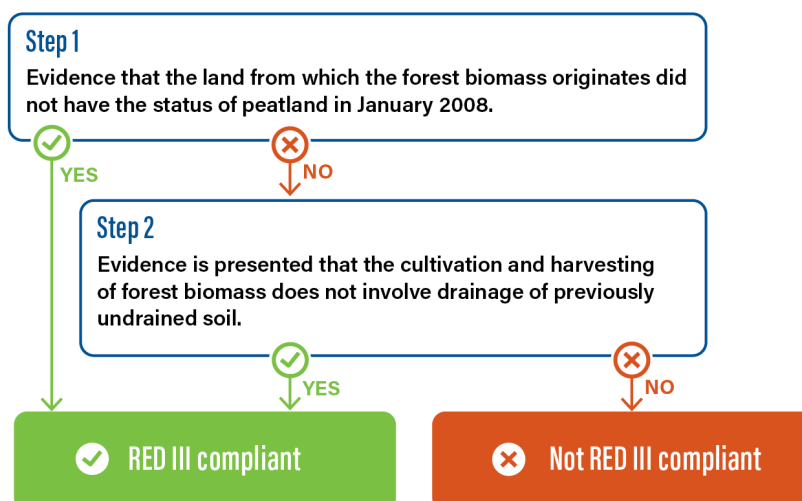 Step 1
Evidence that the land from which the forest biomass originates did
not have the status of peatland in January 2008.
YES
NO
Step 2
Evidence is presented that the cultivation and harvesting
of forest biomass does not involve drainage of previously
undrained soil.
YES
NO
RED III compliant
Not RED III compliant